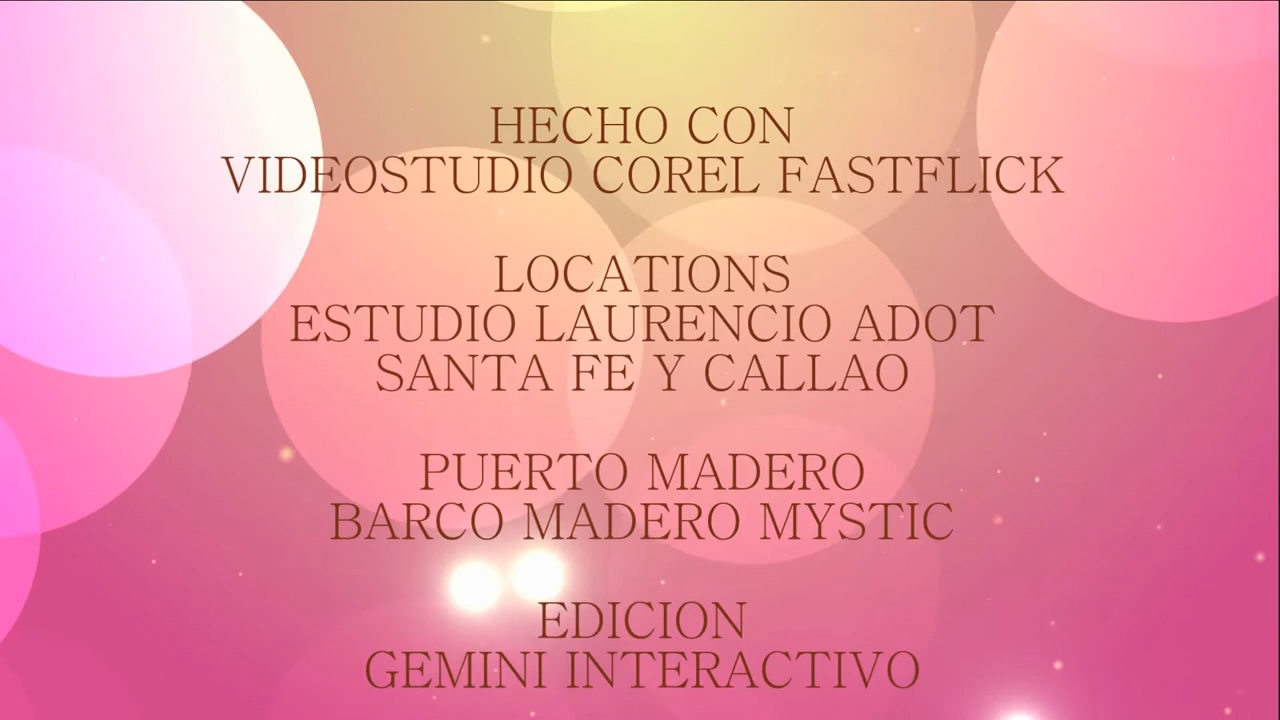 HECHO CON
VIDEOSTUDIO COREL FASTFLICK
LOCATIONS
ESTUDIO LAURENCIO ADOT
SANTA FE Y CALLAO
PUERTO MADERO
BARCO MADERO MYSTIC
EDICION
GEMINI INTERACTIVO